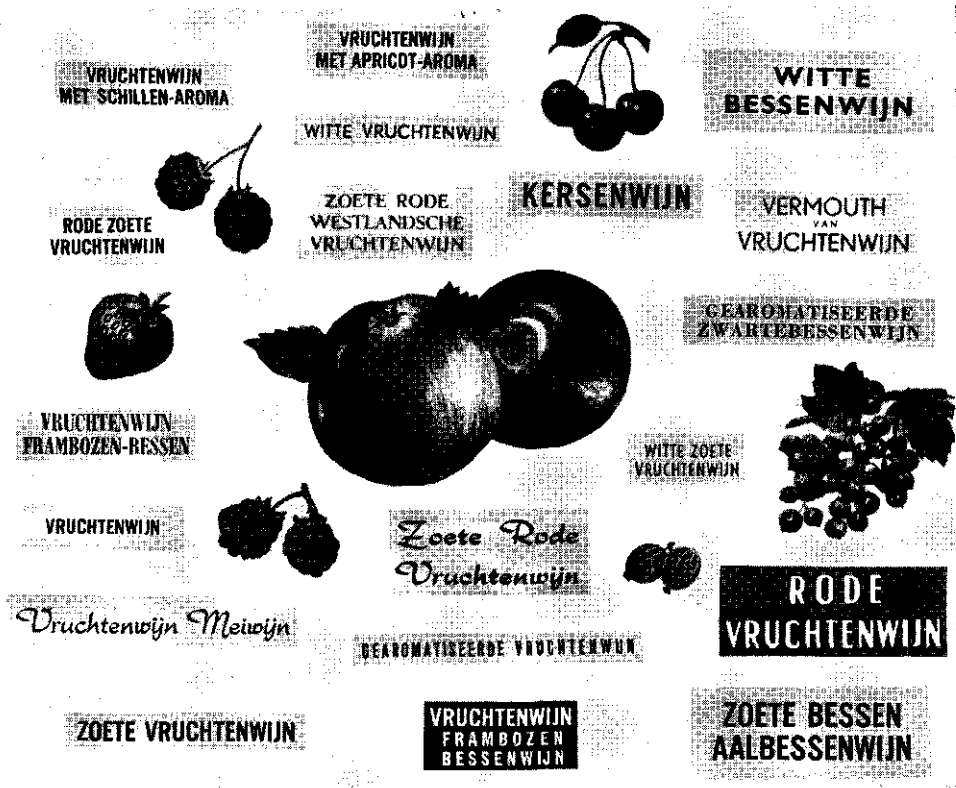 VRUCHTENWIJN
MET SCHILLEN-AROMA
VRUCHTENWIJN
MET APRICOT-AROMA
WITTE
BESSENWIJN
WITTE VRUCHTENWIJN
KERSENWIJN
RODE ZOETE
VRUCHTENWIJN
ZOETE RODE
WESTLANDSCHE
VRUCHTENWIJN
VERMOUTH
VAN
VRUCHTENWIJN
GEAROMATISEERDE
ZWARTEBESSENWIJN
VRUCHTENWIJN
FRAMBOZEN-BESSEN
WITTE ZOETE
VRUCHTENWIJN
VRUCHTENWIJN
Zoete Rode
Vruchtenwijn
RODE
VRUCHTENWIJN
Vruchtenwijn Meiwijn
GEAROMATISEERDE VRUCHTENWIJN
ZOETE VRUCHTENWIJN
VRUCHTENWIJN
FRAMBOZEN
BESSENWIJN
ZOETE BESSEN
AALBESSENWIJN